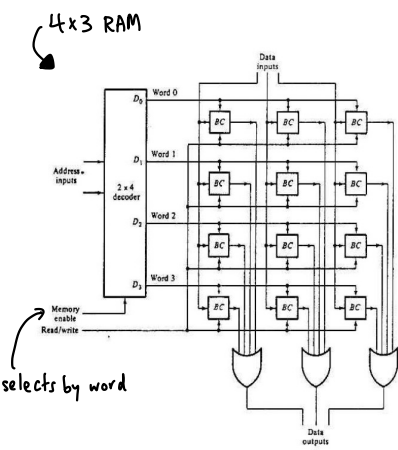 4x3 RAM
Data
inputs
Word 0
D0
BC BC BC
Word 1
D1
Address
inputs
2 x 4
decoder
BC BC BC
Word 2
D2
BC BC BC
Word 3
D3
BC BC BC
Memory
enable
Read/write
selects by word
Data
outputs